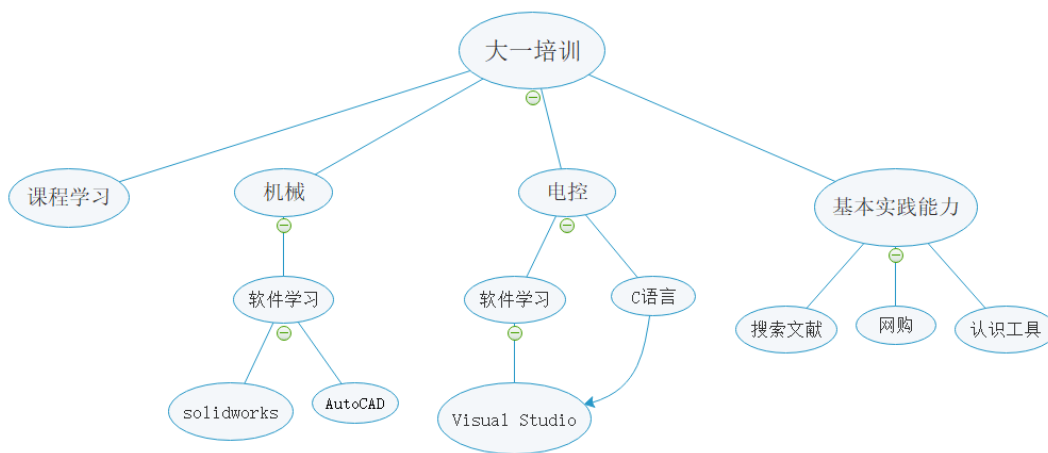 大一培训
课程学习
机械
电控
基本实践能力
软件学习
软件学习
C语言
搜索文献
网购
认识工具
solidworks
AutoCAD
Visual Studio